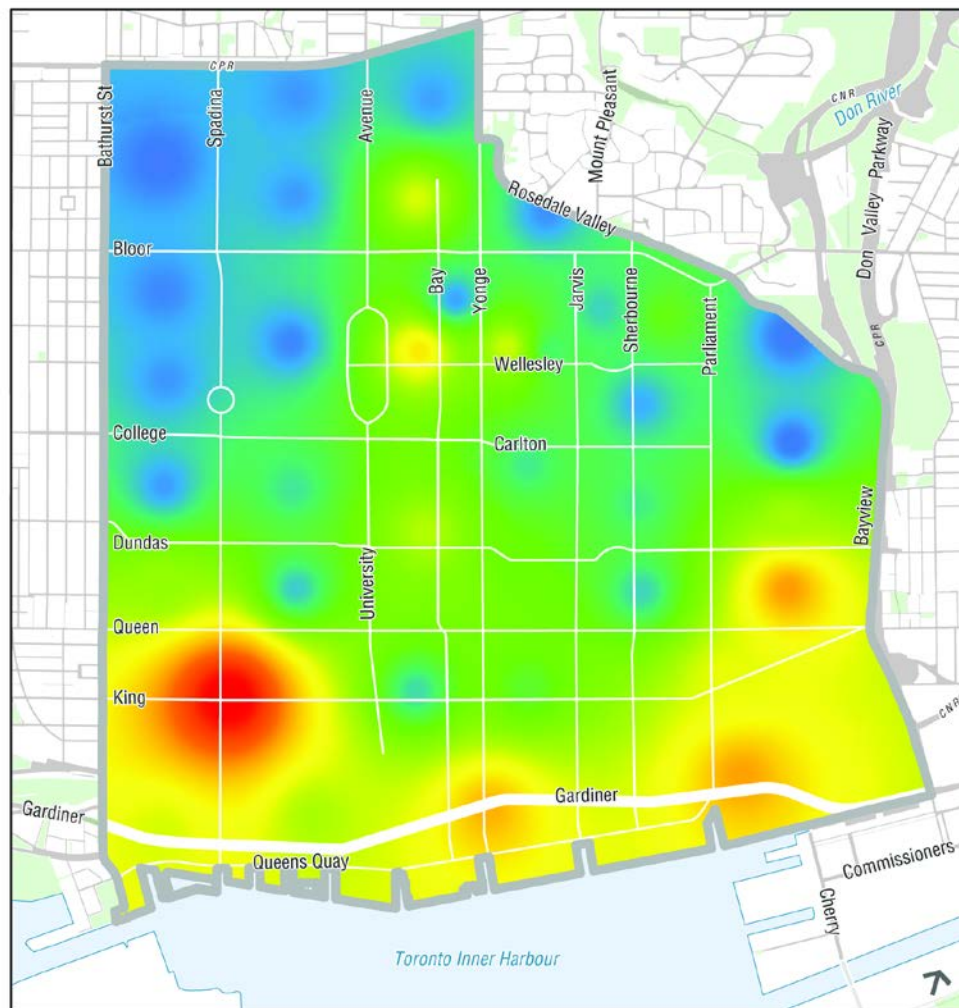 CPR
Bathurst St
Spadina
Avenue
Mount Pleasant
CNR
Don River
Don Valley Parkway
Rosedale Valley
Bloor
Bay
Yonge
Jarvis
Sherbourne
Parliament
CPR
Wellesley
College
Carlton
Bayview
Dundas
University
Queen
King
CNR
Gardiner
Gardiner
Queens Quay
Commissioners
Cherry
Toronto Inner Harbour